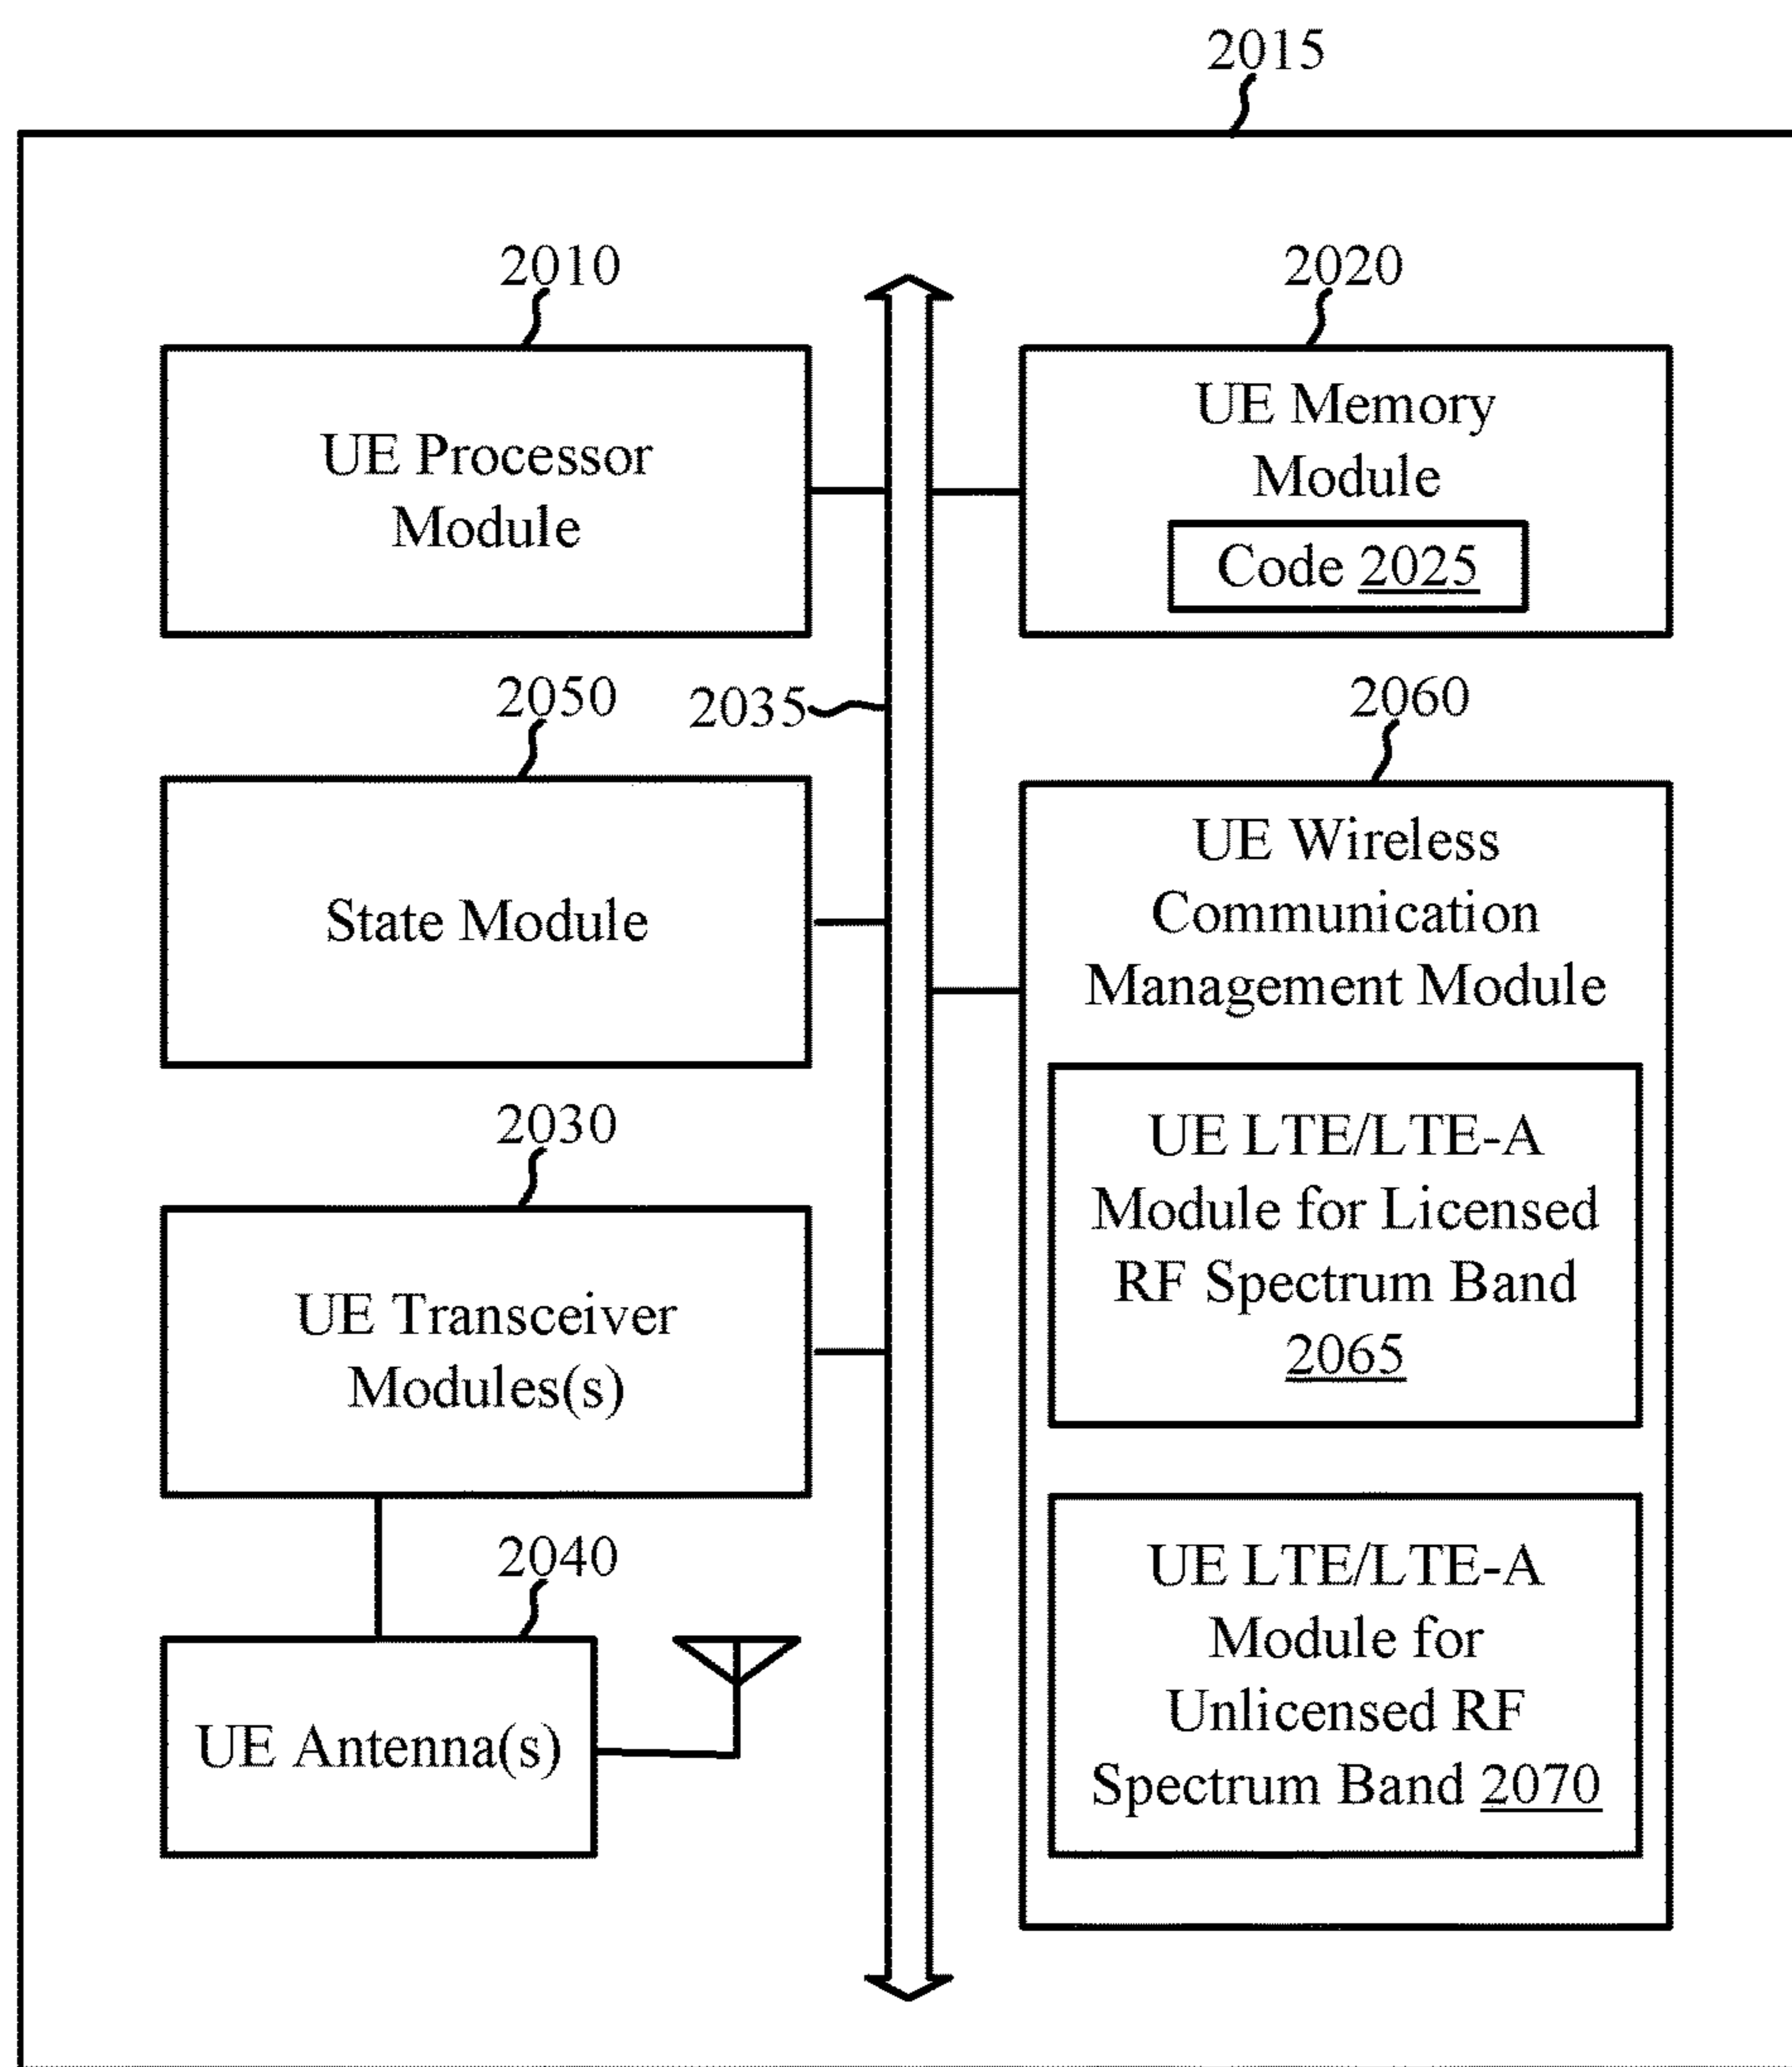 2015
2010
UE Processor
Module
2020
UE Memory
Module
Code 2025
2050
State Module
2035
2060
UE Wireless
Communication
Management Module
UE LTE/LTE-A
Module for Licensed
RF Spectrum Band
2065
UE LTE/LTE-A
Module for
Unlicensed RF
Spectrum Band 2070
2030
UE Transceiver
Modules(s)
2040
UE Antenna(s)